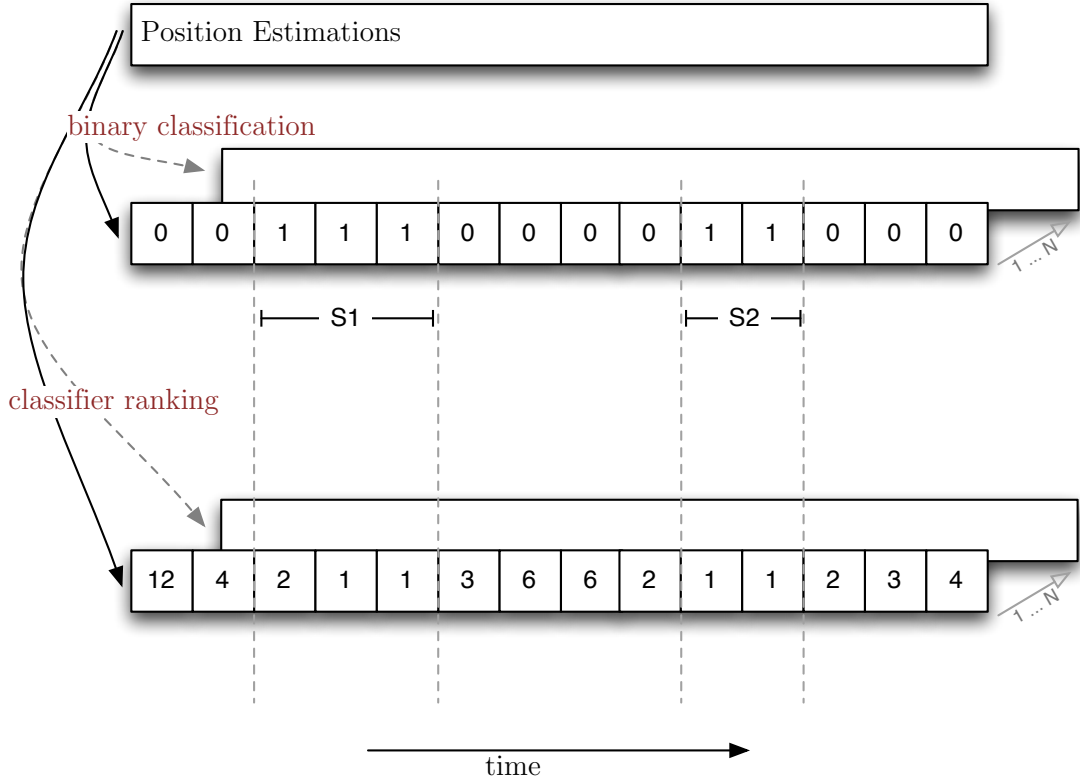 Position Estimations
binary classification
0 0 1 1 1 0 0 0 0 1 1 0 0 0
1 ... N
S1 S2
classifier ranking
12 4 2 1 1 3 6 6 2 1 1 2 3 4
1 ... N
time